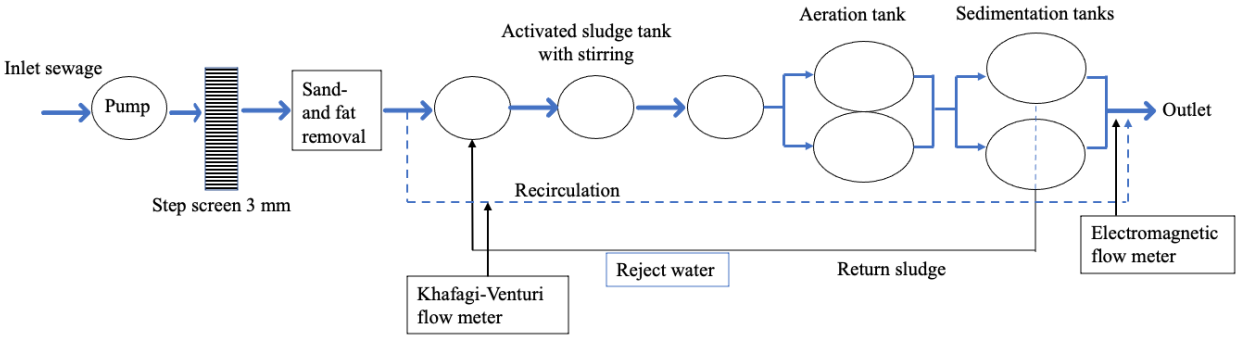 Inlet sewage
Pump
Step screen 3 mm
Sand-
and fat
removal
Activated sludge tank
with stirring
Aeration tank
Sedimentation tanks
Outlet
Recirculation
Electromagnetic
flow meter
Reject water
Return sludge
Khafagi-Venturi
flow meter